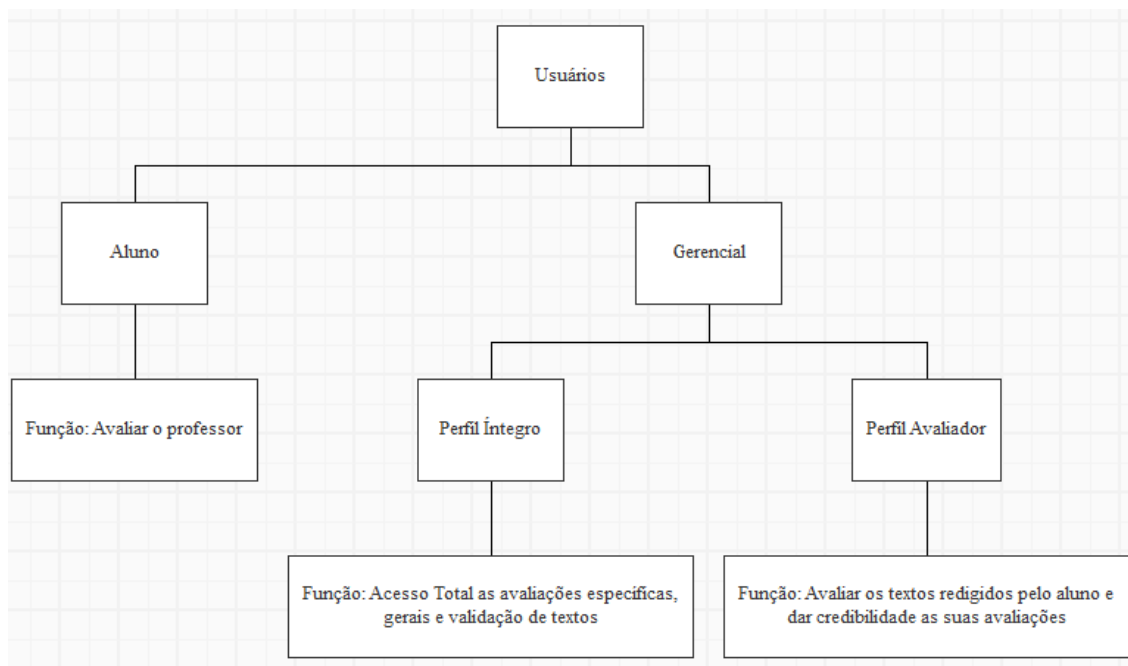 Usuários
Aluno
Gerencial
Função: Avaliar o professor
Perfil Íntegro
Perfil Avaliador
Função: Acesso Total as avaliações específicas,
gerais e validação de textos
Função: Avaliar os textos redigidos pelo aluno e
dar credibilidade as suas avaliações